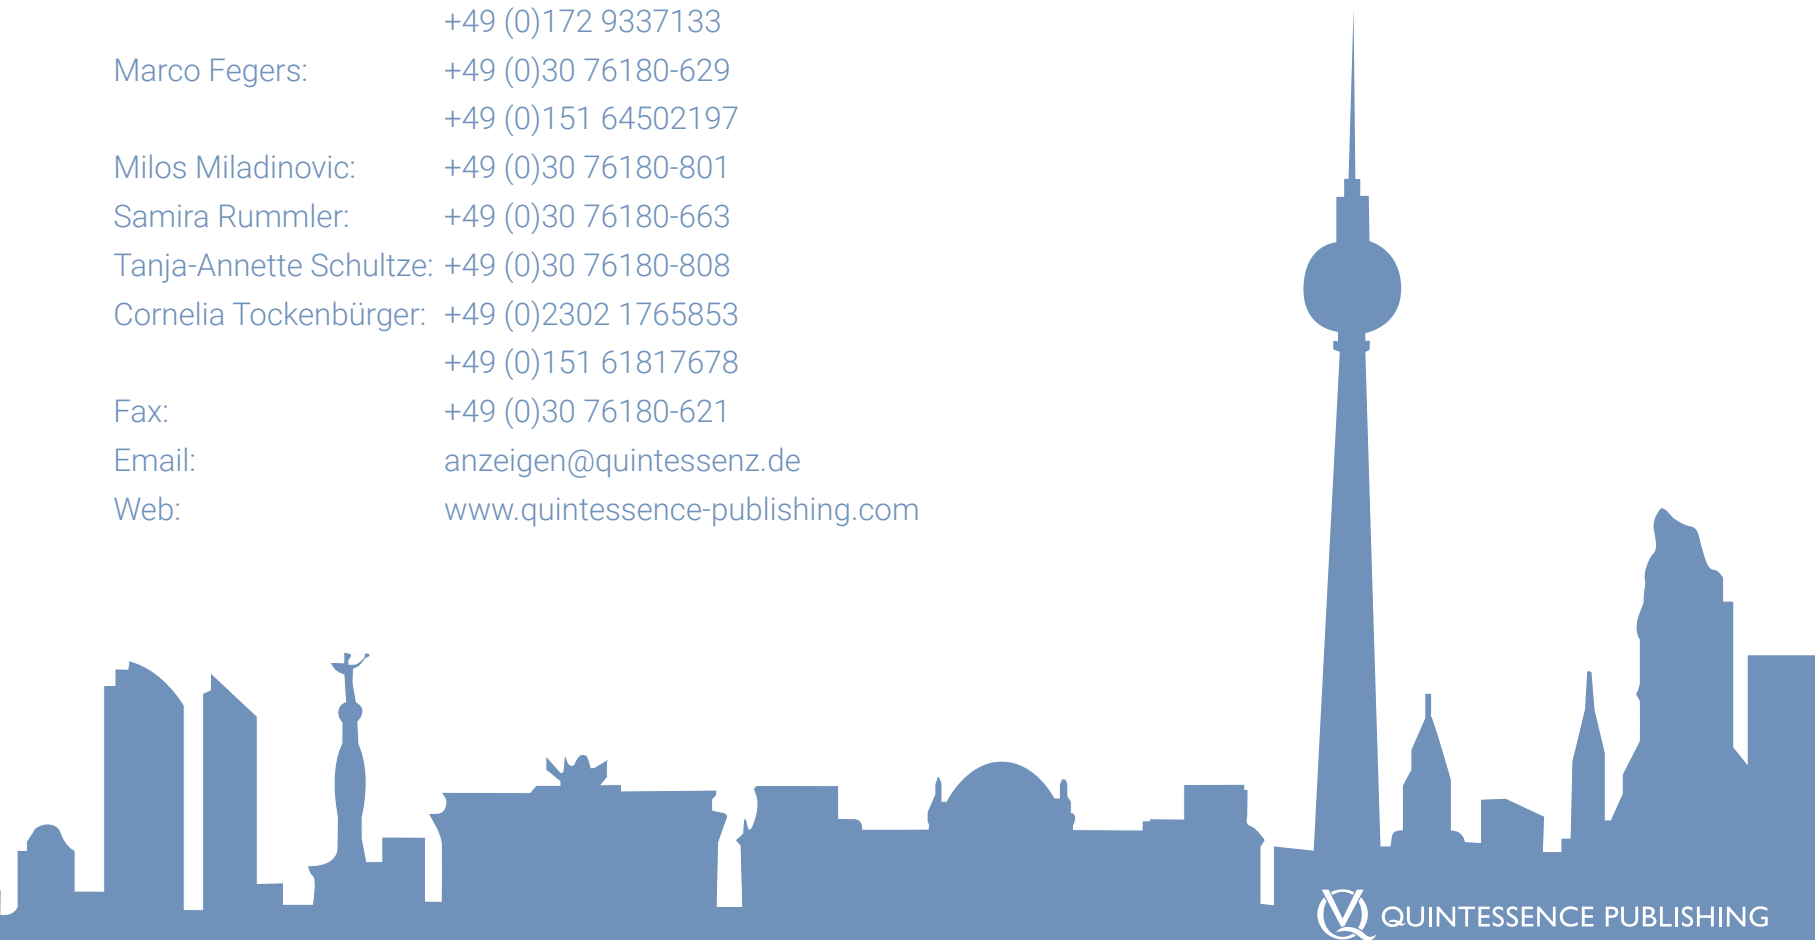 +49 (0)172 9337133
Marco Fegers: +49 (0)30 76180-629
+49 (0)151 64502197
Milos Miladinovic: +49 (0)30 76180-801
Samira Rummler: +49 (0)30 76180-663
Tanja-Annette Schultze: +49 (0)30 76180-808
Cornelia Tockenbürger: +49 (0)2302 1765853
+49 (0)151 61817678
Fax: +49 (0)30 76180-621
Email: anzeigen@quintessenz.de
Web: www.quintessence-publishing.com
QUINTESSENCE PUBLISHING